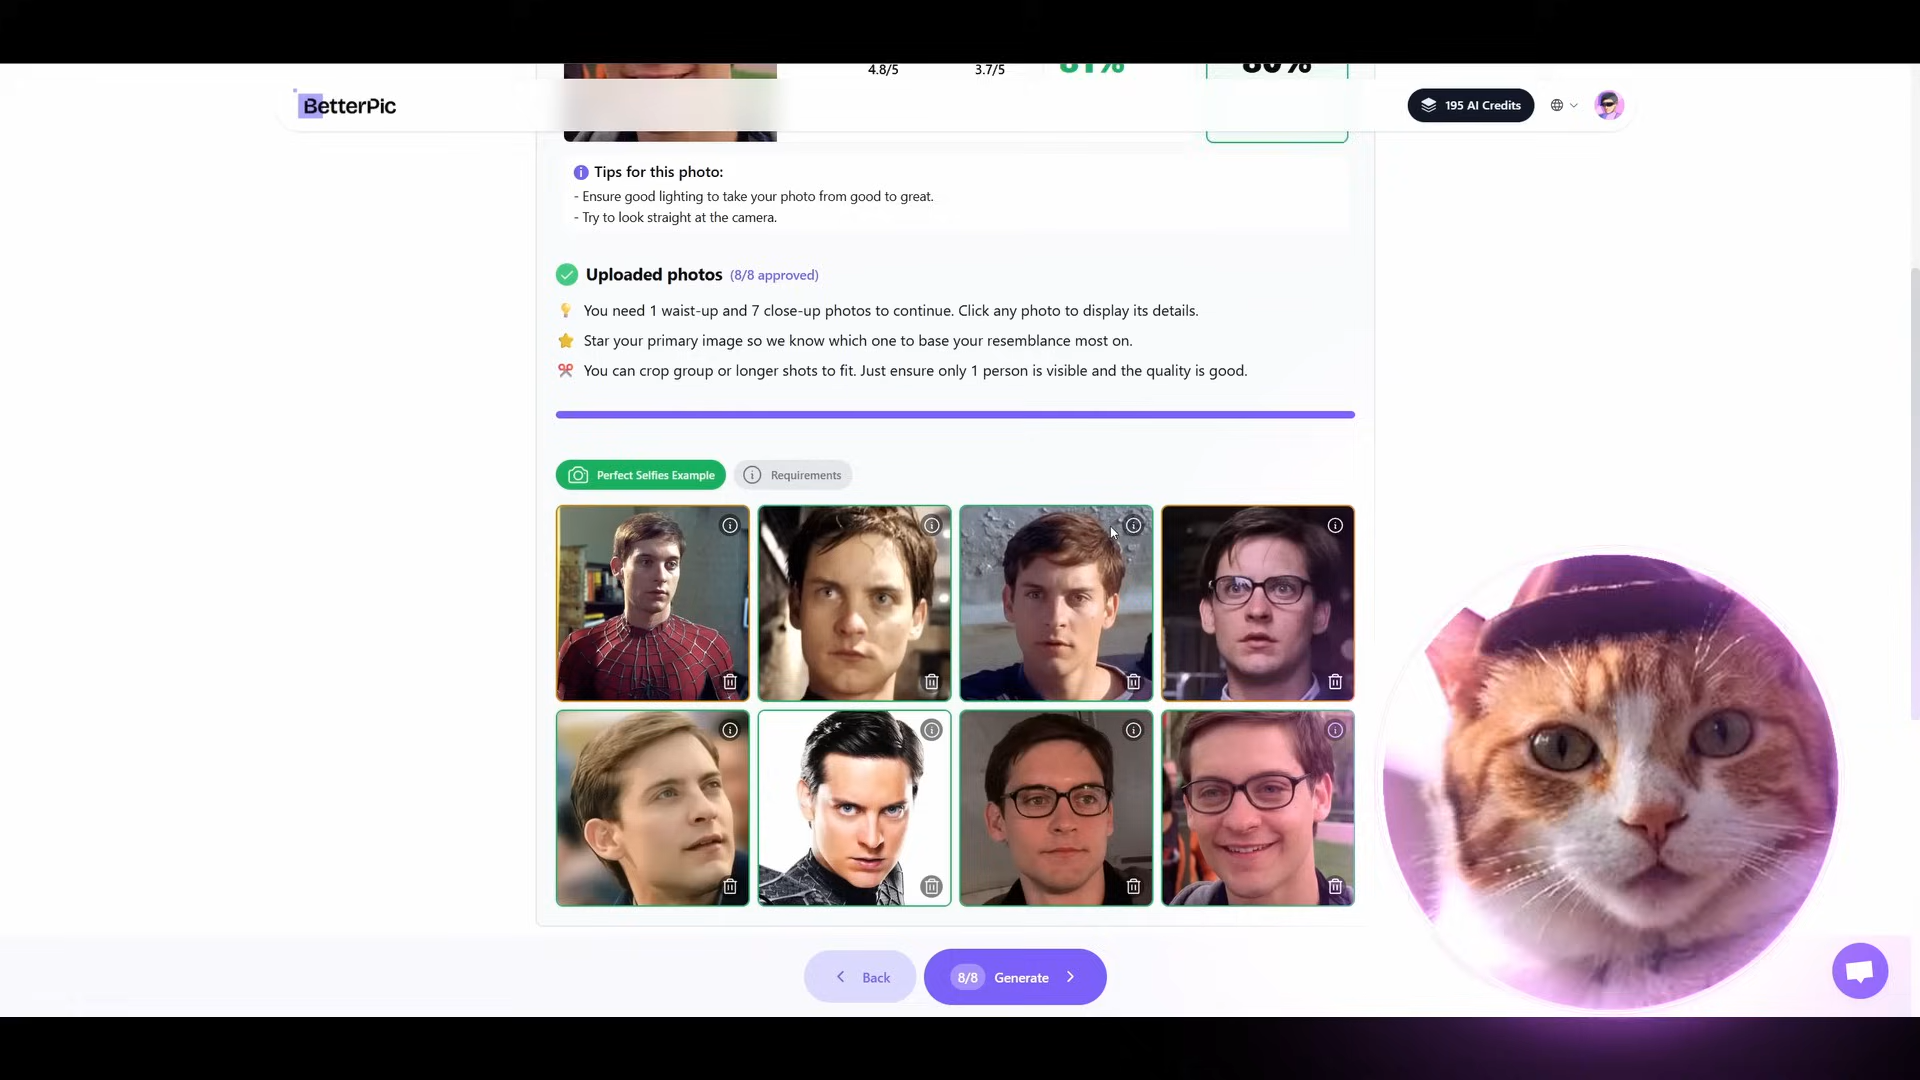 4.8/5 3.7/5 81% 80%
BetterPic
195 AI Credits
Tips for this photo:
- Ensure good lighting to take your photo from good to great.
- Try to look straight at the camera.
Uploaded photos (8/8 approved)
You need 1 waist-up and 7 close-up photos to continue. Click any photo to display its details.
Star your primary image so we know which one to base your resemblance most on.
You can crop group or longer shots to fit. Just ensure only 1 person is visible and the quality is good.
Perfect Selfies Example
Requirements
Back
8/8 Generate